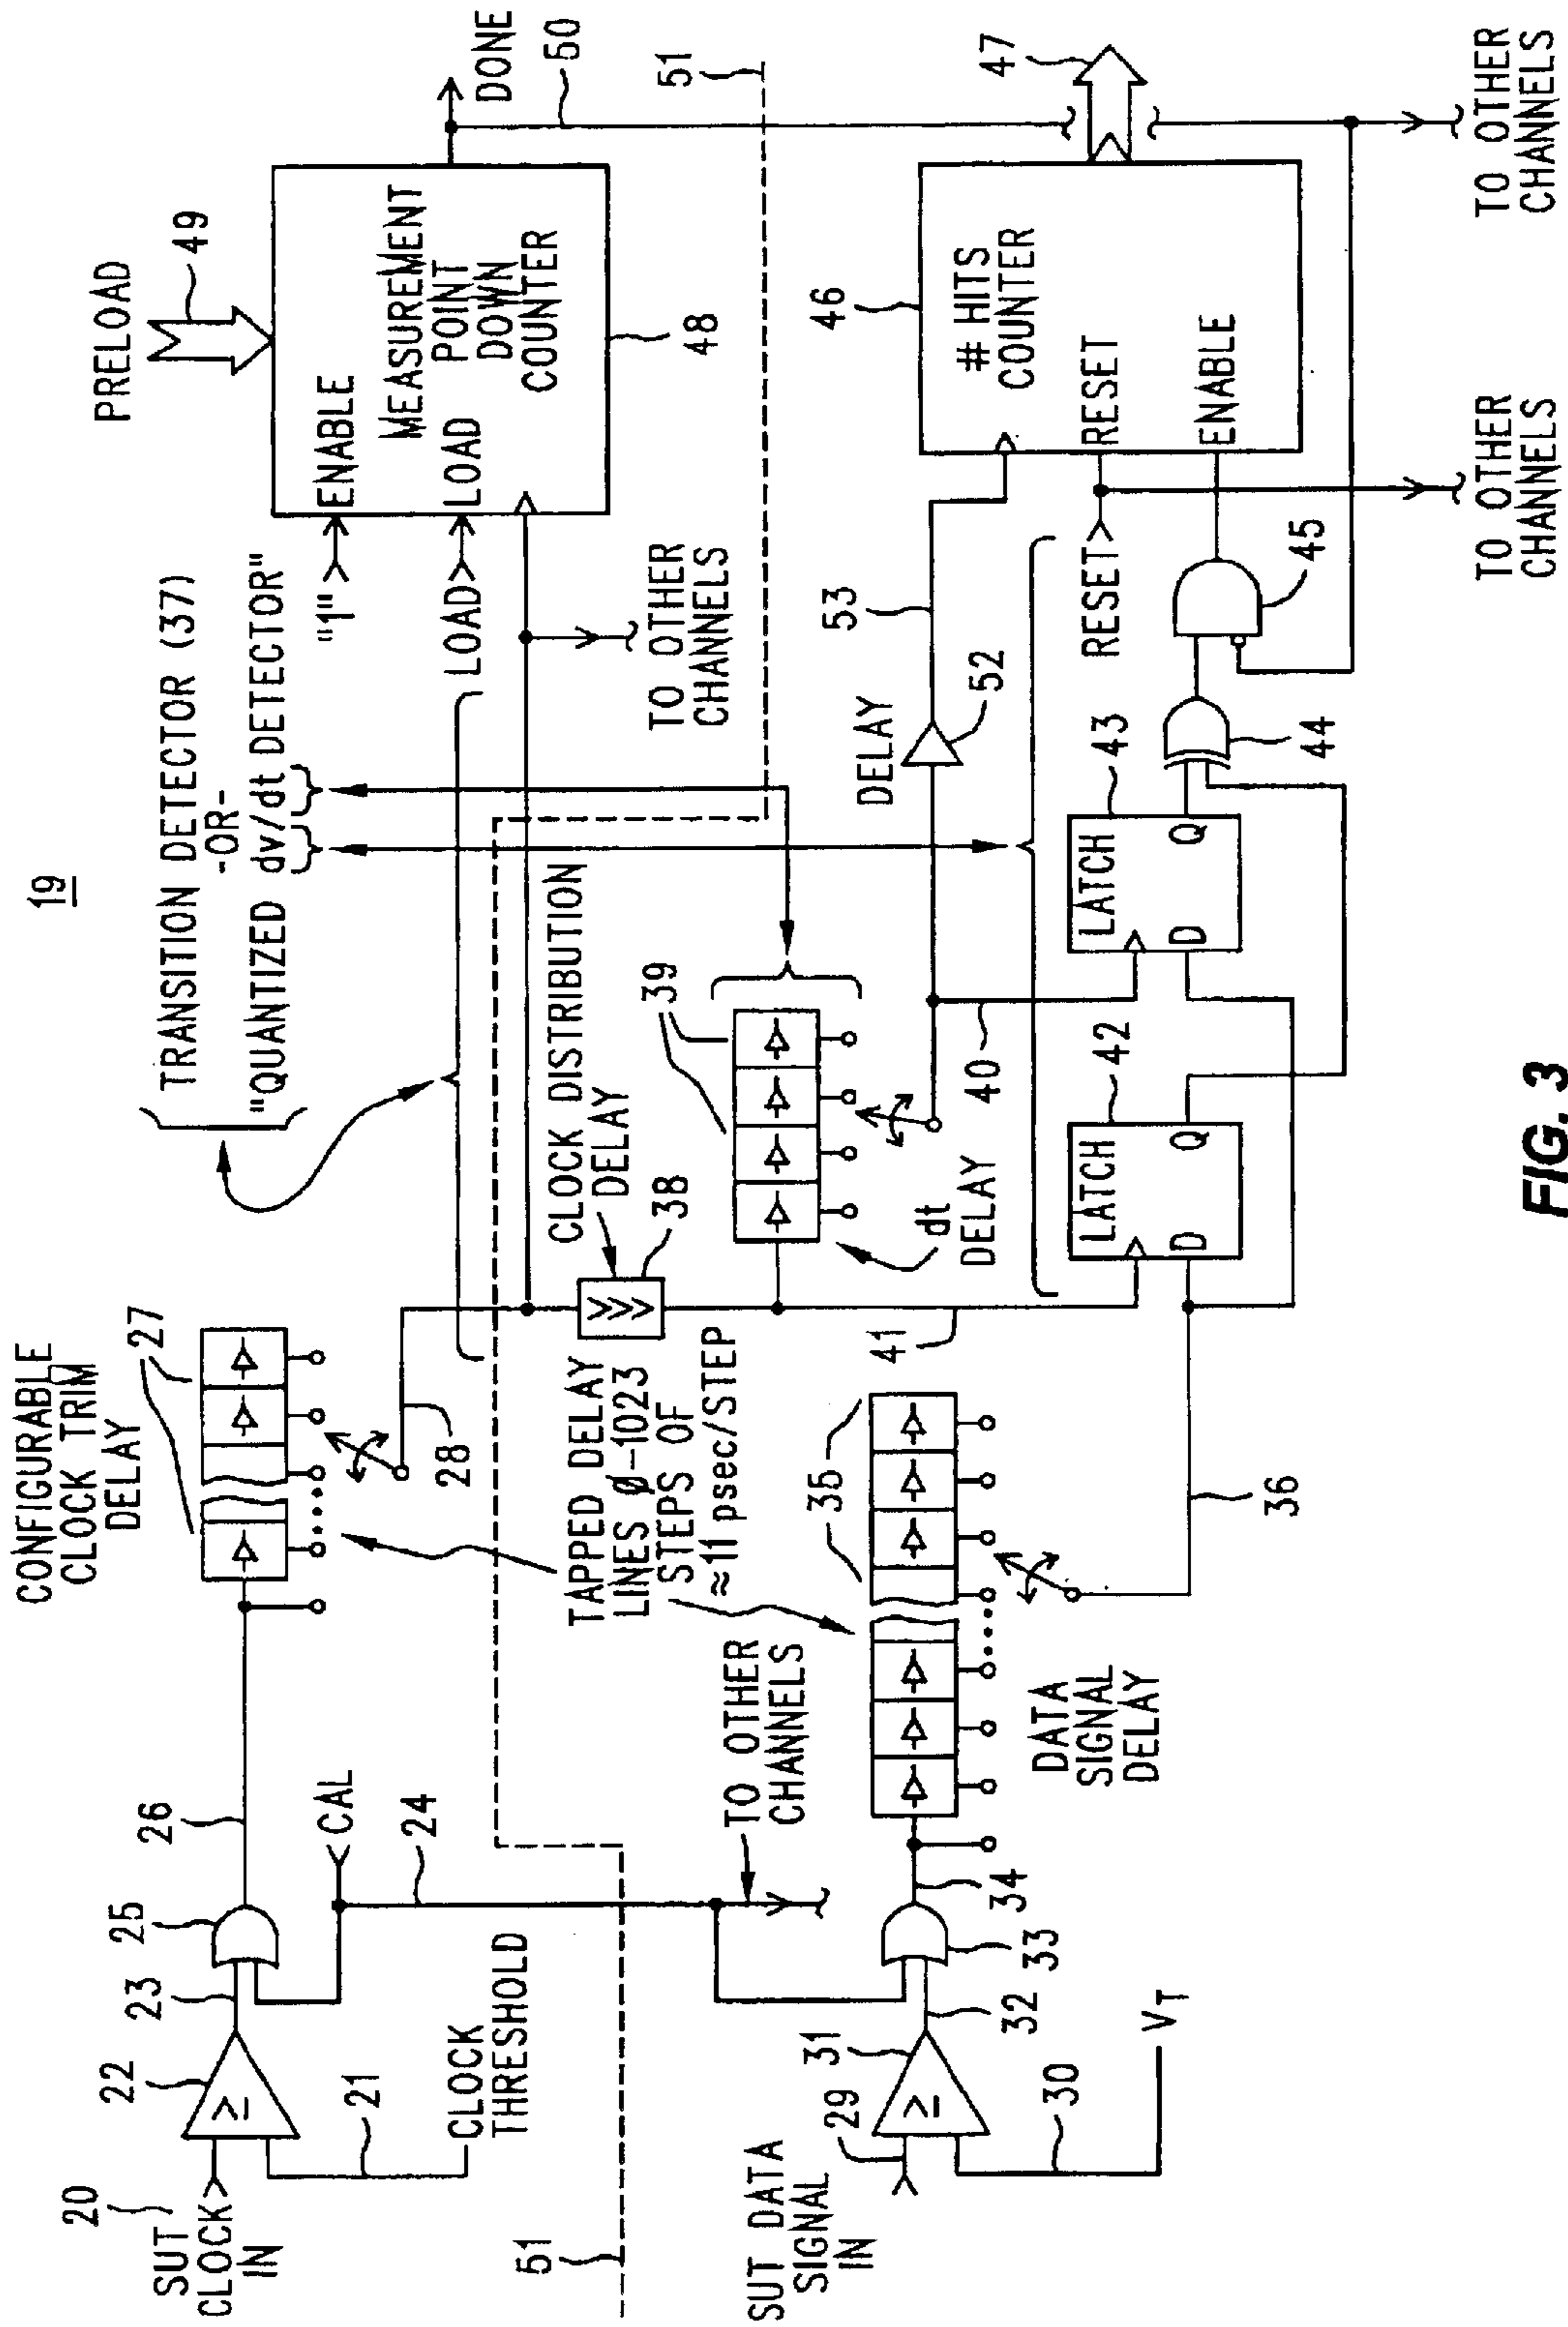 19
TRANSITION DETECTOR (37)
-OR-
"QUANTIZED dv/dt DETECTOR"
PRELOAD
49
"1"
ENABLE
LOAD
LOAD
MEASUREMENT
POINT
DOWN
COUNTER
48
DONE
50
51
CONFIGURABLE
CLOCK TRIM
DELAY
27
28
26
25
23
22
20
SUT
CLOCK
IN
21
CLOCK
THRESHOLD
CAL
24
51
TO OTHER
CHANNELS
TAPPED DELAY
LINES Ø-1023
STEPS OF
≈11 psec/STEP
CLOCK DISTRIBUTION
DELAY
38
39
dt
DELAY
TO OTHER
CHANNELS
DELAY
52
53
46
# HITS
COUNTER
RESET
ENABLE
47
SUT DATA
SIGNAL
IN
29
31
30
VT
32
33
34
35
DATA
SIGNAL
DELAY
36
41
40
LATCH
D
Q
42
LATCH
D
Q
43
44
45
RESET
TO OTHER
CHANNELS
TO OTHER
CHANNELS
FIG. 3